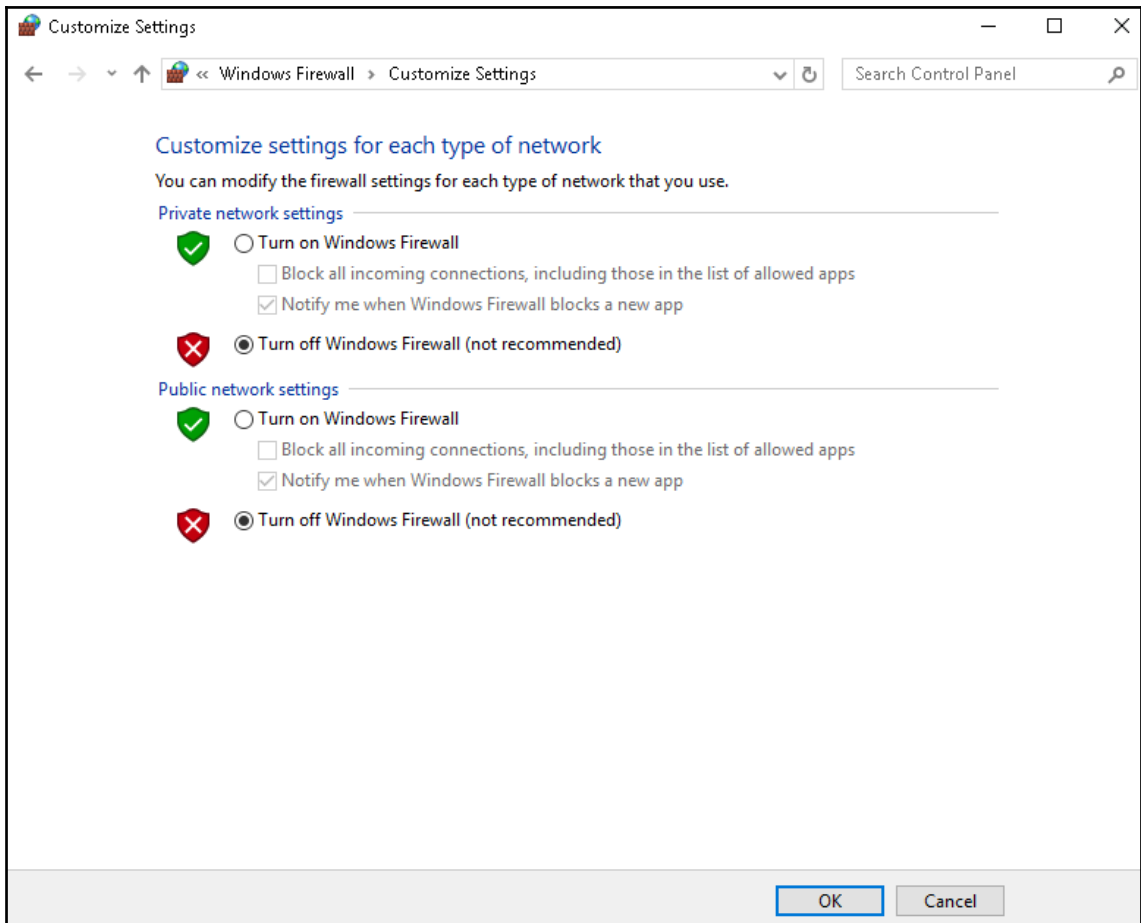 Customize Settings
« Windows Firewall › Customize Settings
Search Control Panel
Customize settings for each type of network
You can modify the firewall settings for each type of network that you use.
Private network settings
Turn on Windows Firewall
Block all incoming connections, including those in the list of allowed apps
Notify me when Windows Firewall blocks a new app
Turn off Windows Firewall (not recommended)
Public network settings
Turn on Windows Firewall
Block all incoming connections, including those in the list of allowed apps
Notify me when Windows Firewall blocks a new app
Turn off Windows Firewall (not recommended)
OK
Cancel